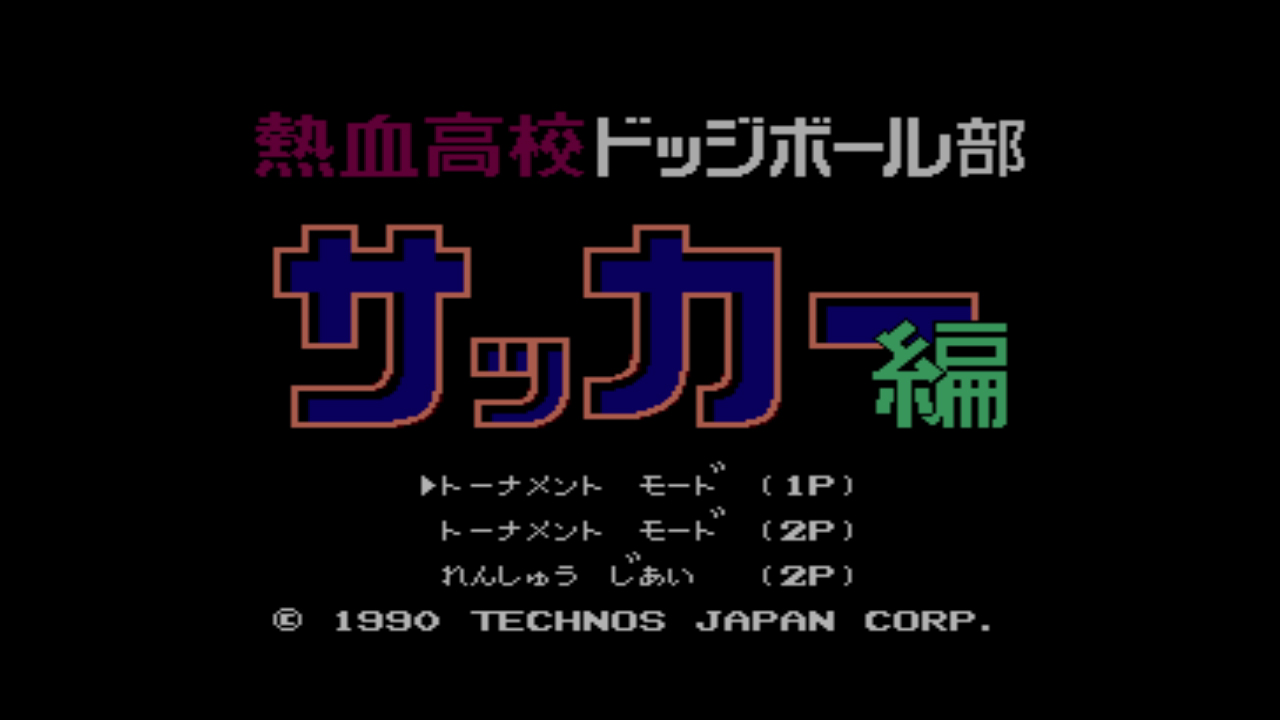 熱血高校ドッジボール部
サッカー編
▶トーナメント モード (1P)
トーナメント モード (2P)
れんしゅう じあい (2P)
© 1990 TECHNOS JAPAN CORP.